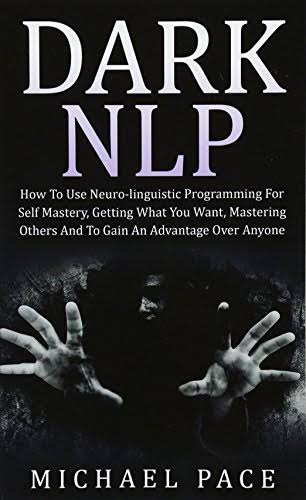 DARK
NLP
How To Use Neuro-linguistic Programming For
Self Mastery, Getting What You Want, Mastering
Others And To Gain An Advantage Over Anyone
MICHAEL PACE